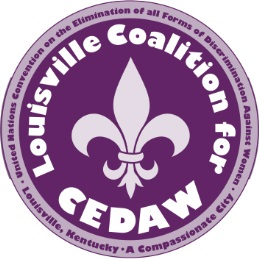 United Nations Convention on the Elimination of all Forms of Discrimination Against Women •
Louisville, Kentucky • A Compassionate City •
Louisville Coalition for
CEDAW